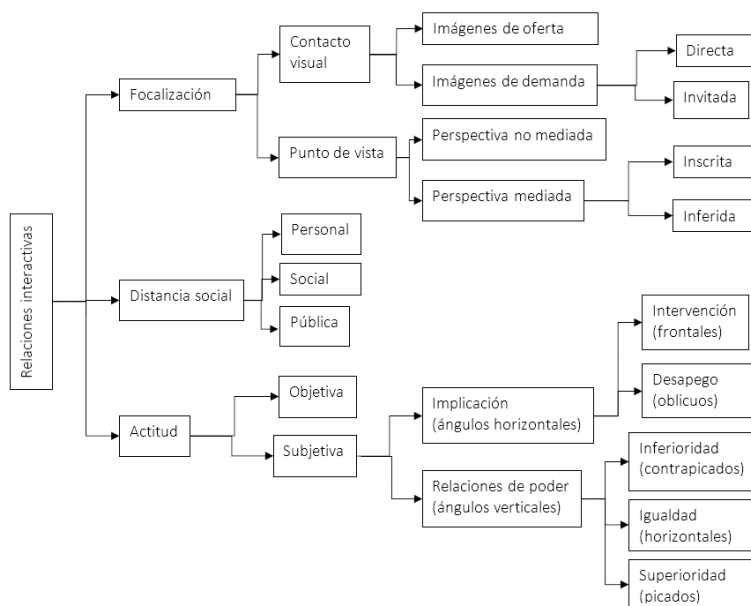 Relaciones interactivas
Focalización
Contacto
visual
Imágenes de oferta
Imágenes de demanda
Directa
Invitada
Punto de vista
Perspectiva no mediada
Perspectiva mediada
Inscrita
Inferida
Distancia social
Personal
Social
Pública
Actitud
Objetiva
Subjetiva
Implicación
(ángulos horizontales)
Intervención
(frontales)
Desapego
(oblicuos)
Relaciones de poder
(ángulos verticales)
Inferioridad
(contrapicados)
Igualdad
(horizontales)
Superioridad
(picados)